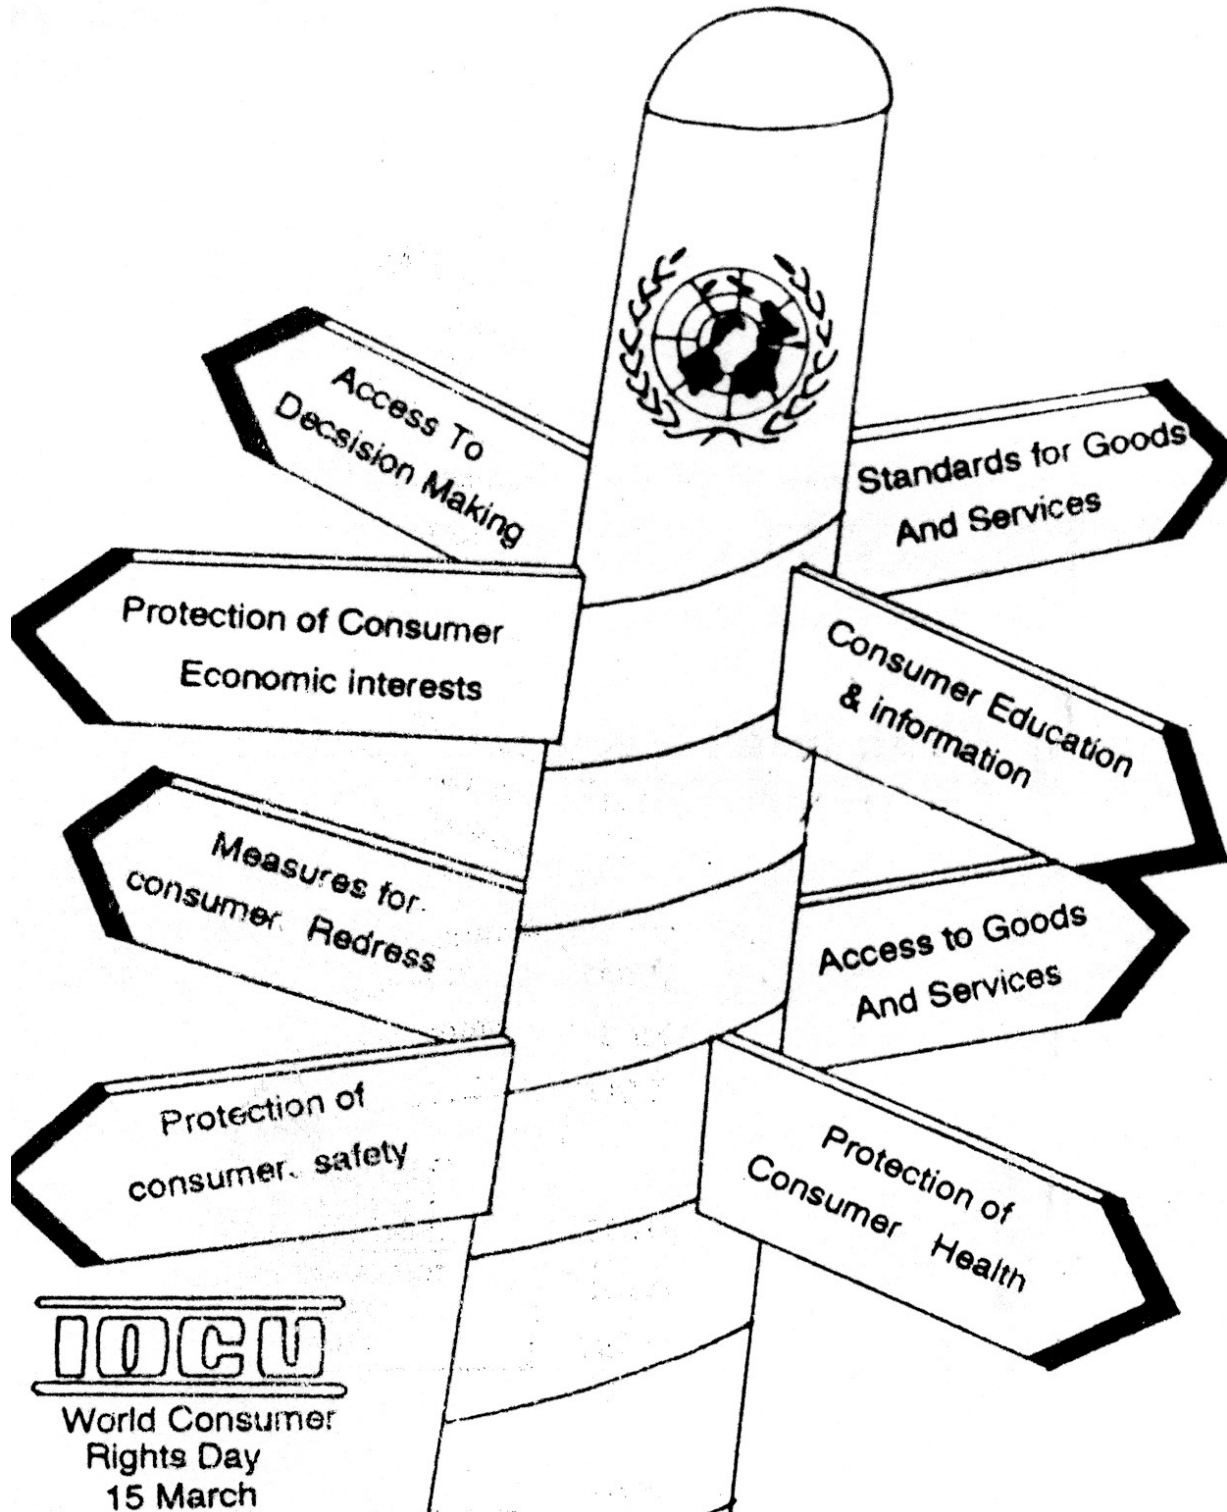 Access To
Decsision Making
Standards for Goods
And Services
Protection of Consumer
Economic interests
Consumer Education
& information
Measures for.
consumer. Redress
Access to Goods
And Services
Protection of
consumer. safety
Protection of
Consumer Health
IOCU
World Consumer
Rights Day
15 March